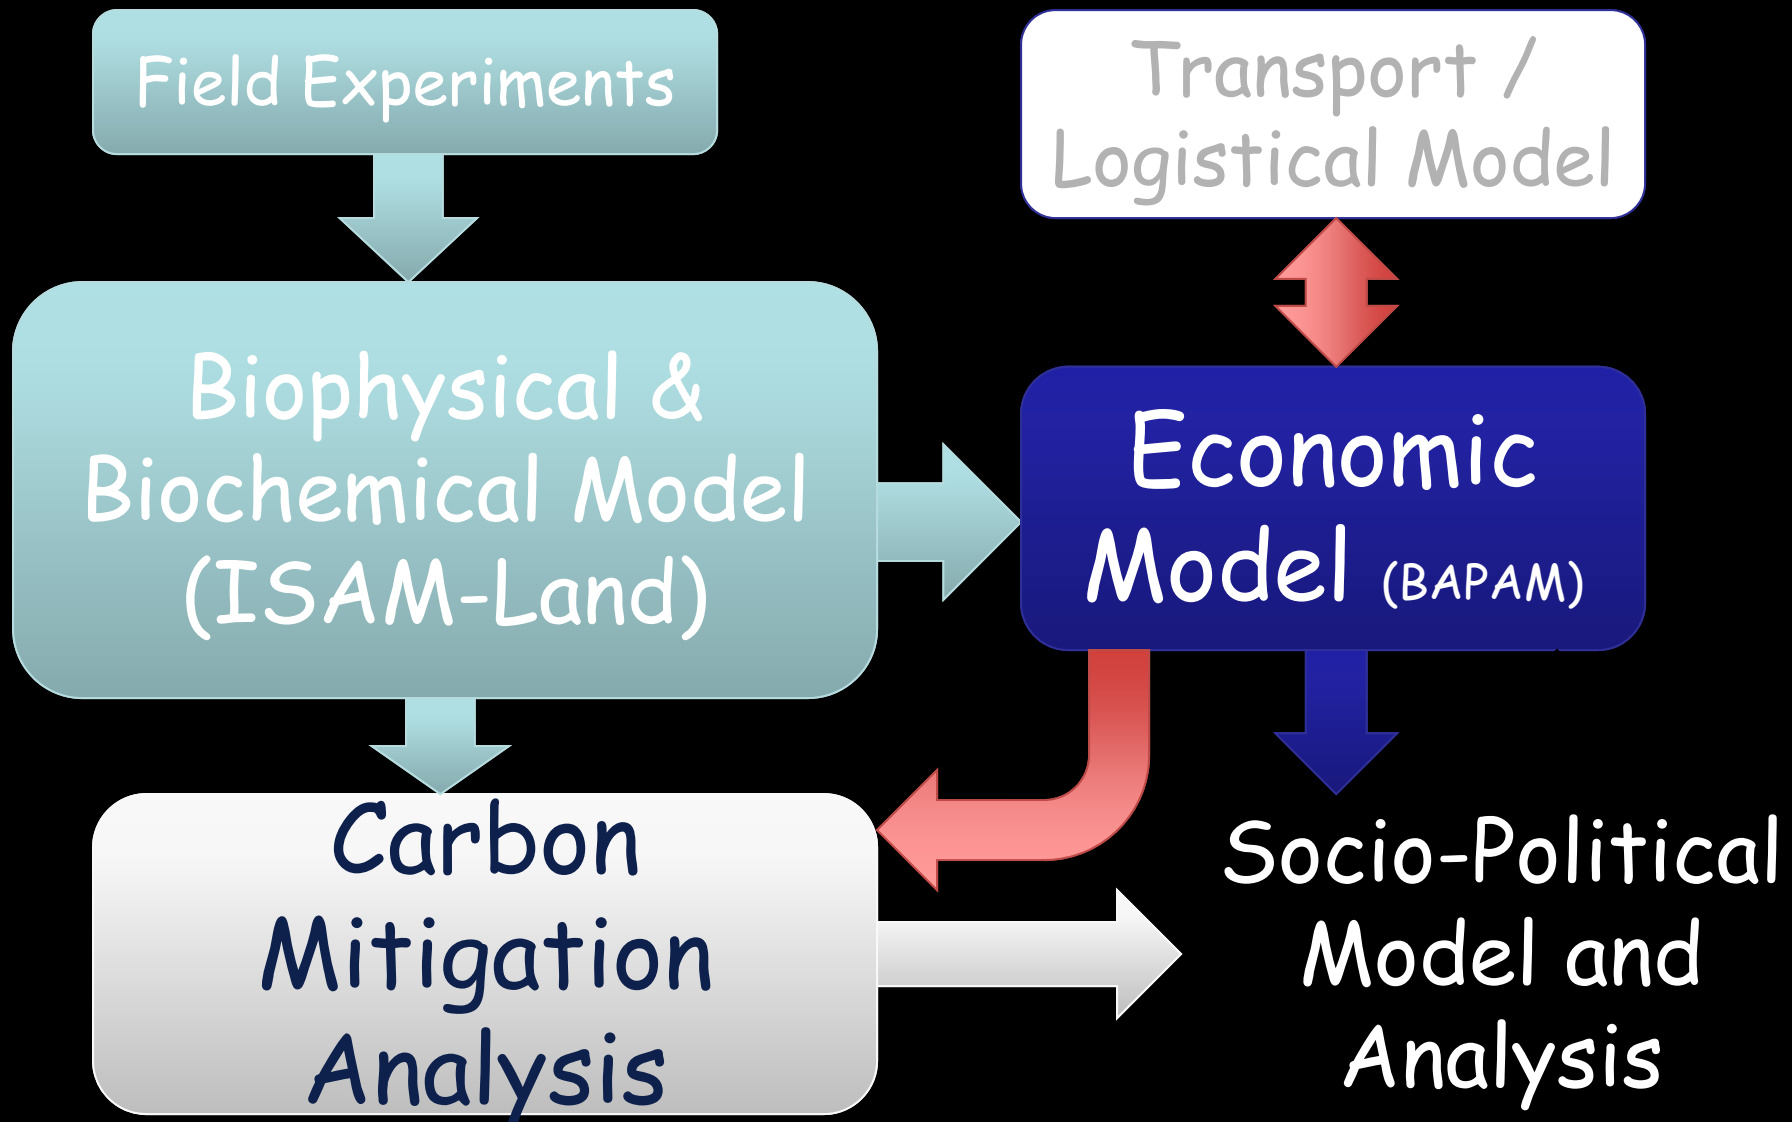 Field Experiments
Transport /
Logistical Model
Biophysical &
Biochemical Model
(ISAM-Land)
Economic
Model (BAPAM)
Carbon
Mitigation
Analysis
Socio-Political
Model and
Analysis